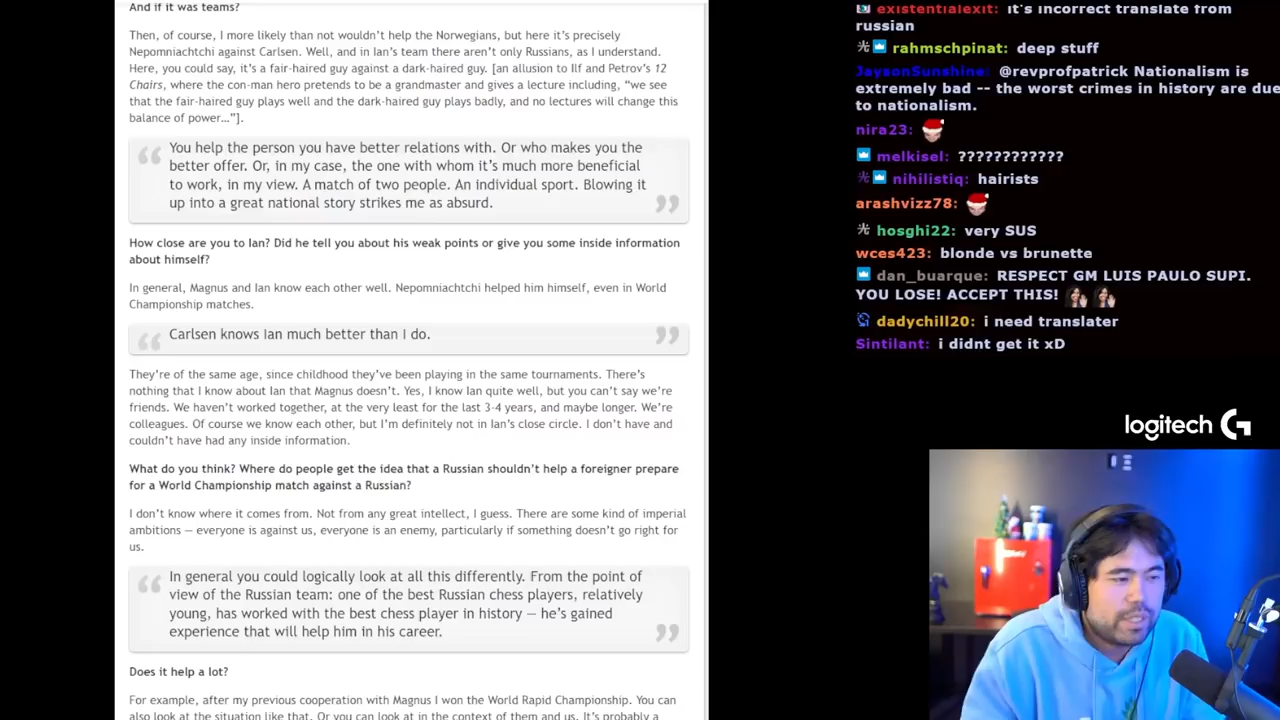 And if it was teams?
Then, of course, I more likely than not wouldn't help the Norwegians, but here it's precisely
Nepomniachtchi against Carlsen. Well, and in Ian's team there aren't only Russians, as I understand.
Here, you could say, it's a fair-haired guy against a dark-haired guy. [an allusion to Ilf and Petrov's 12
Chairs, where the con-man hero pretends to be a grandmaster and gives a lecture including, “we see
that the fair-haired guy plays well and the dark-haired guy plays badly, and no lectures will change this
balance of power…”].
You help the person you have better relations with. Or who makes you the
better offer. Or, in my case, the one with whom it's much more beneficial
to work, in my view. A match of two people. An individual sport. Blowing it
up into a great national story strikes me as absurd.
How close are you to Ian? Did he tell you about his weak points or give you some inside information
about himself?
In general, Magnus and Ian know each other well. Nepomniachtchi helped him himself, even in World
Championship matches.
Carlsen knows Ian much better than I do.
They're of the same age, since childhood they've been playing in the same tournaments. There's
nothing that I know about Ian that Magnus doesn't. Yes, I know Ian quite well, but you can't say we're
friends. We haven't worked together, at the very least for the last 3-4 years, and maybe longer. We're
colleagues. Of course we know each other, but I'm definitely not in Ian's close circle. I don't have and
couldn't have had any inside information.
What do you think? Where do people get the idea that a Russian shouldn't help a foreigner prepare
for a World Championship match against a Russian?
I don't know where it comes from. Not from any great intellect, I guess. There are some kind of imperial
ambitions — everyone is against us, everyone is an enemy, particularly if something doesn't go right for
us.
In general you could logically look at all this differently. From the point of
view of the Russian team: one of the best Russian chess players, relatively
young, has worked with the best chess player in history — he's gained
experience that will help him in his career.
Does it help a lot?
For example, after my previous cooperation with Magnus I won the World Rapid Championship. You can
also look at the situation like that. Or you can look at in the context of them and us. It's probably a
existentialexit: it's incorrect translate from
russian
rahmschpinat: deep stuff
JaysonSunshine: @revprofpatrick Nationalism is
extremely bad -- the worst crimes in history are due
to nationalism.
nira23:
melkisel: ????????????
nihilistiq: hairists
arashvizz78:
hosghi22: very SUS
wces423: blonde vs brunette
dan_buarque: RESPECT GM LUIS PAULO SUPI.
YOU LOSE! ACCEPT THIS!
dadychill20: i need translater
Sintilant: i didnt get it xD
logitech G